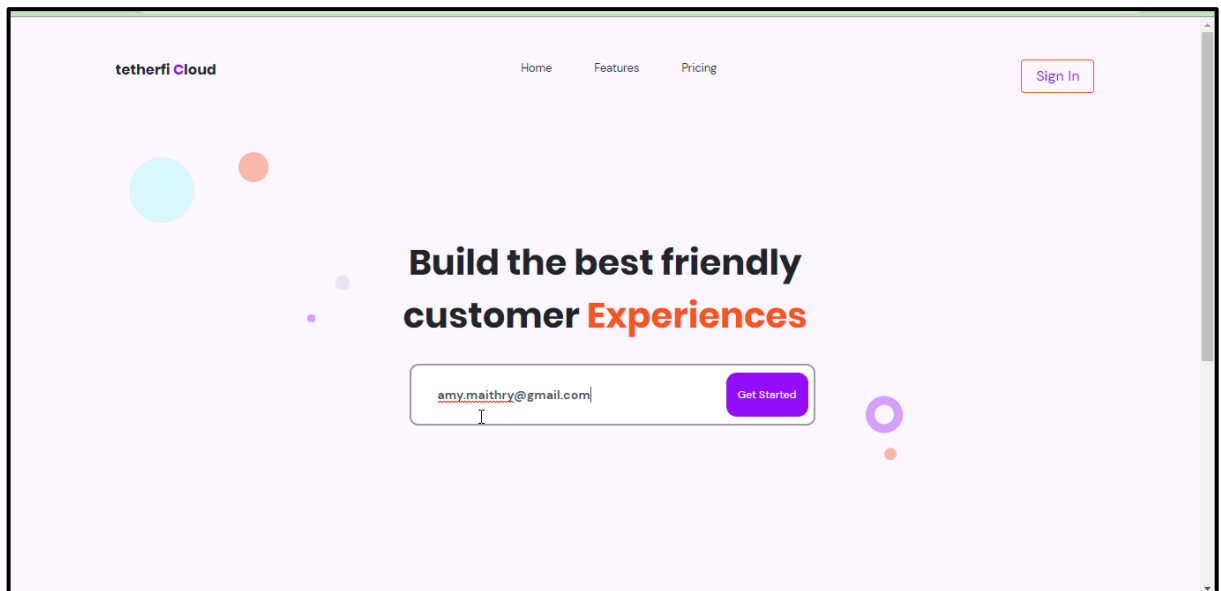 tetherfi Cloud
Home Features Pricing
Sign In
Build the best friendly
customer Experiences
amy.maithry@gmail.com
Get Started